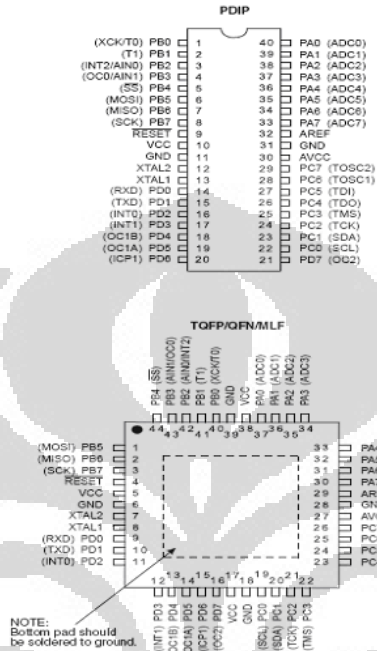 PDIP
(XCK/T0) PB0 1 40 PA0 (ADC0)
(T1) PB1 2 39 PA1 (ADC1)
(INT2/AIN0) PB2 3 38 PA2 (ADC2)
(OC0/AIN1) PB3 4 37 PA3 (ADC3)
(SS) PB4 5 36 PA4 (ADC4)
(MOSI) PB5 6 35 PA5 (ADC5)
(MISO) PB6 7 34 PA6 (ADC6)
(SCK) PB7 8 33 PA7 (ADC7)
RESET 9 32 AREF
VCC 10 31 GND
GND 11 30 AVCC
XTAL2 12 29 PC7 (TOSC2)
XTAL1 13 28 PC6 (TOSC1)
(RXD) PD0 14 27 PC5 (TDI)
(TXD) PD1 15 26 PC4 (TDO)
(INT0) PD2 16 25 PC3 (TMS)
(INT1) PD3 17 24 PC2 (TCK)
(OC1B) PD4 18 23 PC1 (SDA)
(OC1A) PD5 19 22 PC0 (SCL)
(ICP1) PD6 20 21 PD7 (OC2)
TQFP/QFN/MLF
PB4 (SS)
PB3 (AIN1/OC0)
PB2 (AIN0/INT2)
PB1 (T1)
PB0 (XCK/T0)
GND
VCC
PA0 (ADC0)
PA1 (ADC1)
PA2 (ADC2)
PA3 (ADC3)
44 43 42 41 40 39 38 37 36 35 34
(MOSI) PB5 1 33
(MISO) PB6 2 32
(SCK) PB7 3 31
RESET 4 30
VCC 5 29
GND 6 28
XTAL2 7 27
XTAL1 8 26
(RXD) PD0 9 25
(TXD) PD1 10 24
(INT0) PD2 11 23
12 13 14 15 16 17 18 19 20 21 22
(INT1) PD3
(OC1B) PD4
(OC1A) PD5
(ICP1) PD6
(OC2) PD7
VCC
GND
(SCL) PC0
(SDA) PC1
(TCK) PC2
(TMS) PC3
NOTE:
Bottom pad should
be soldered to ground.